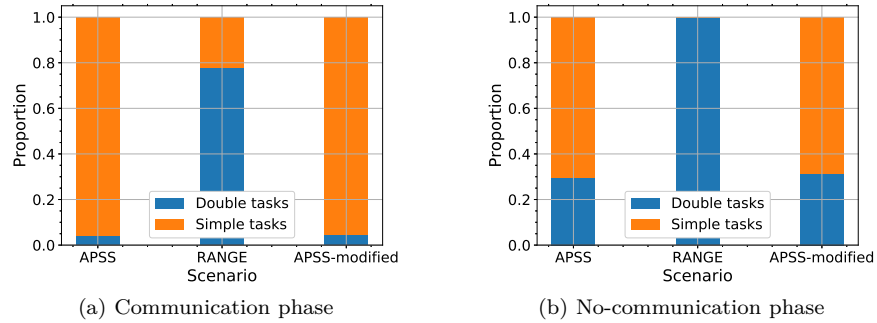 1.0
0.8
0.6
0.4
0.2
0.0
Proportion
Double tasks
Simple tasks
APSS RANGE APSS-modified
Scenario
(a) Communication phase
1.0
0.8
0.6
0.4
0.2
0.0
Proportion
Double tasks
Simple tasks
APSS RANGE APSS-modified
Scenario
(b) No-communication phase